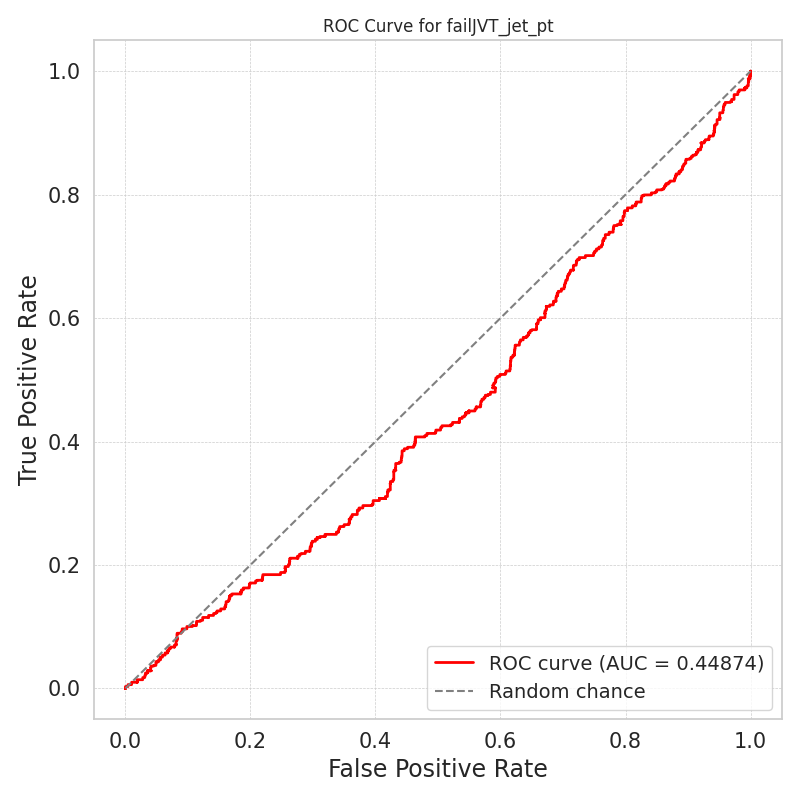 ROC Curve for failJVT_jet_pt
True Positive Rate
1.0
0.8
0.6
0.4
0.2
0.0
ROC curve (AUC = 0.44874)
Random chance
0.0 0.2 0.4 0.6 0.8 1.0
False Positive Rate